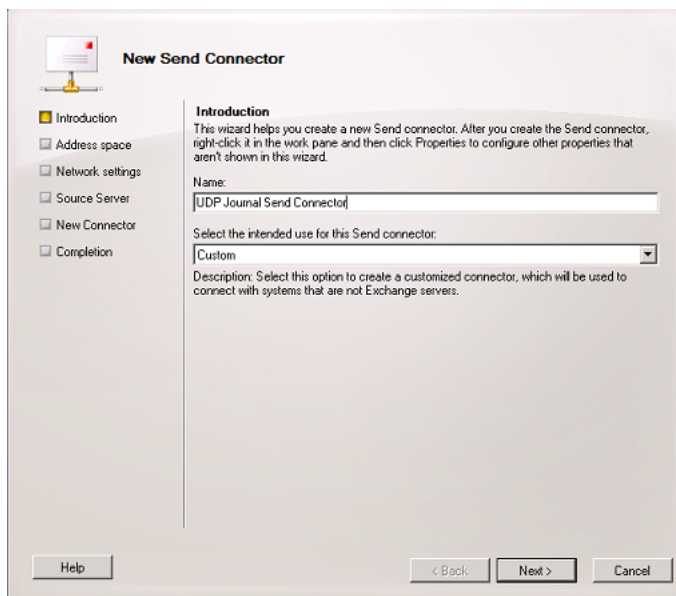 New Send Connector
Introduction
Address space
Network settings
Source Server
New Connector
Completion
Introduction
This wizard helps you create a new Send connector. After you create the Send connector,
right-click it in the work pane and then click Properties to configure other properties that
aren't shown in this wizard.
Name:
UDP Journal Send Connector
Select the intended use for this Send connector:
Custom
Description: Select this option to create a customized connector, which will be used to
connect with systems that are not Exchange servers.
Help
< Back
Next >
Cancel